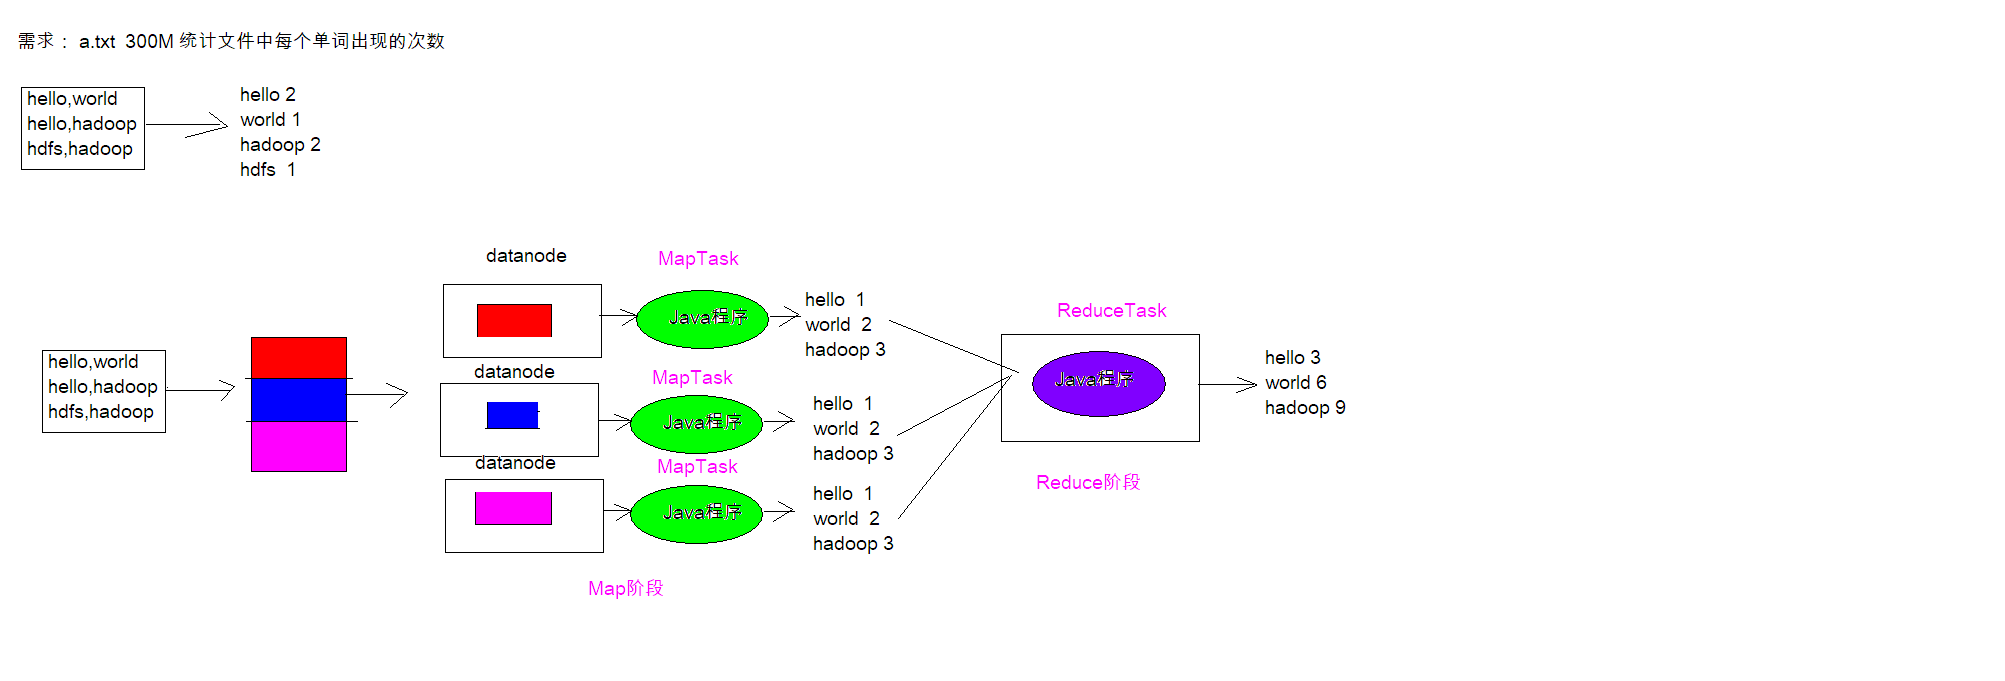 需求： a.txt 300M 统计文件中每个单词出现的次数
hello,world
hello,hadoop
hdfs,hadoop
hello 2
world 1
hadoop 2
hdfs 1
hello,world
hello,hadoop
hdfs,hadoop
datanode
MapTask
Java程序
hello 1
world 2
hadoop 3
datanode
MapTask
Java程序
hello 1
world 2
hadoop 3
datanode
MapTask
Java程序
hello 1
world 2
hadoop 3
Map阶段
ReduceTask
Java程序
Reduce阶段
hello 3
world 6
hadoop 9